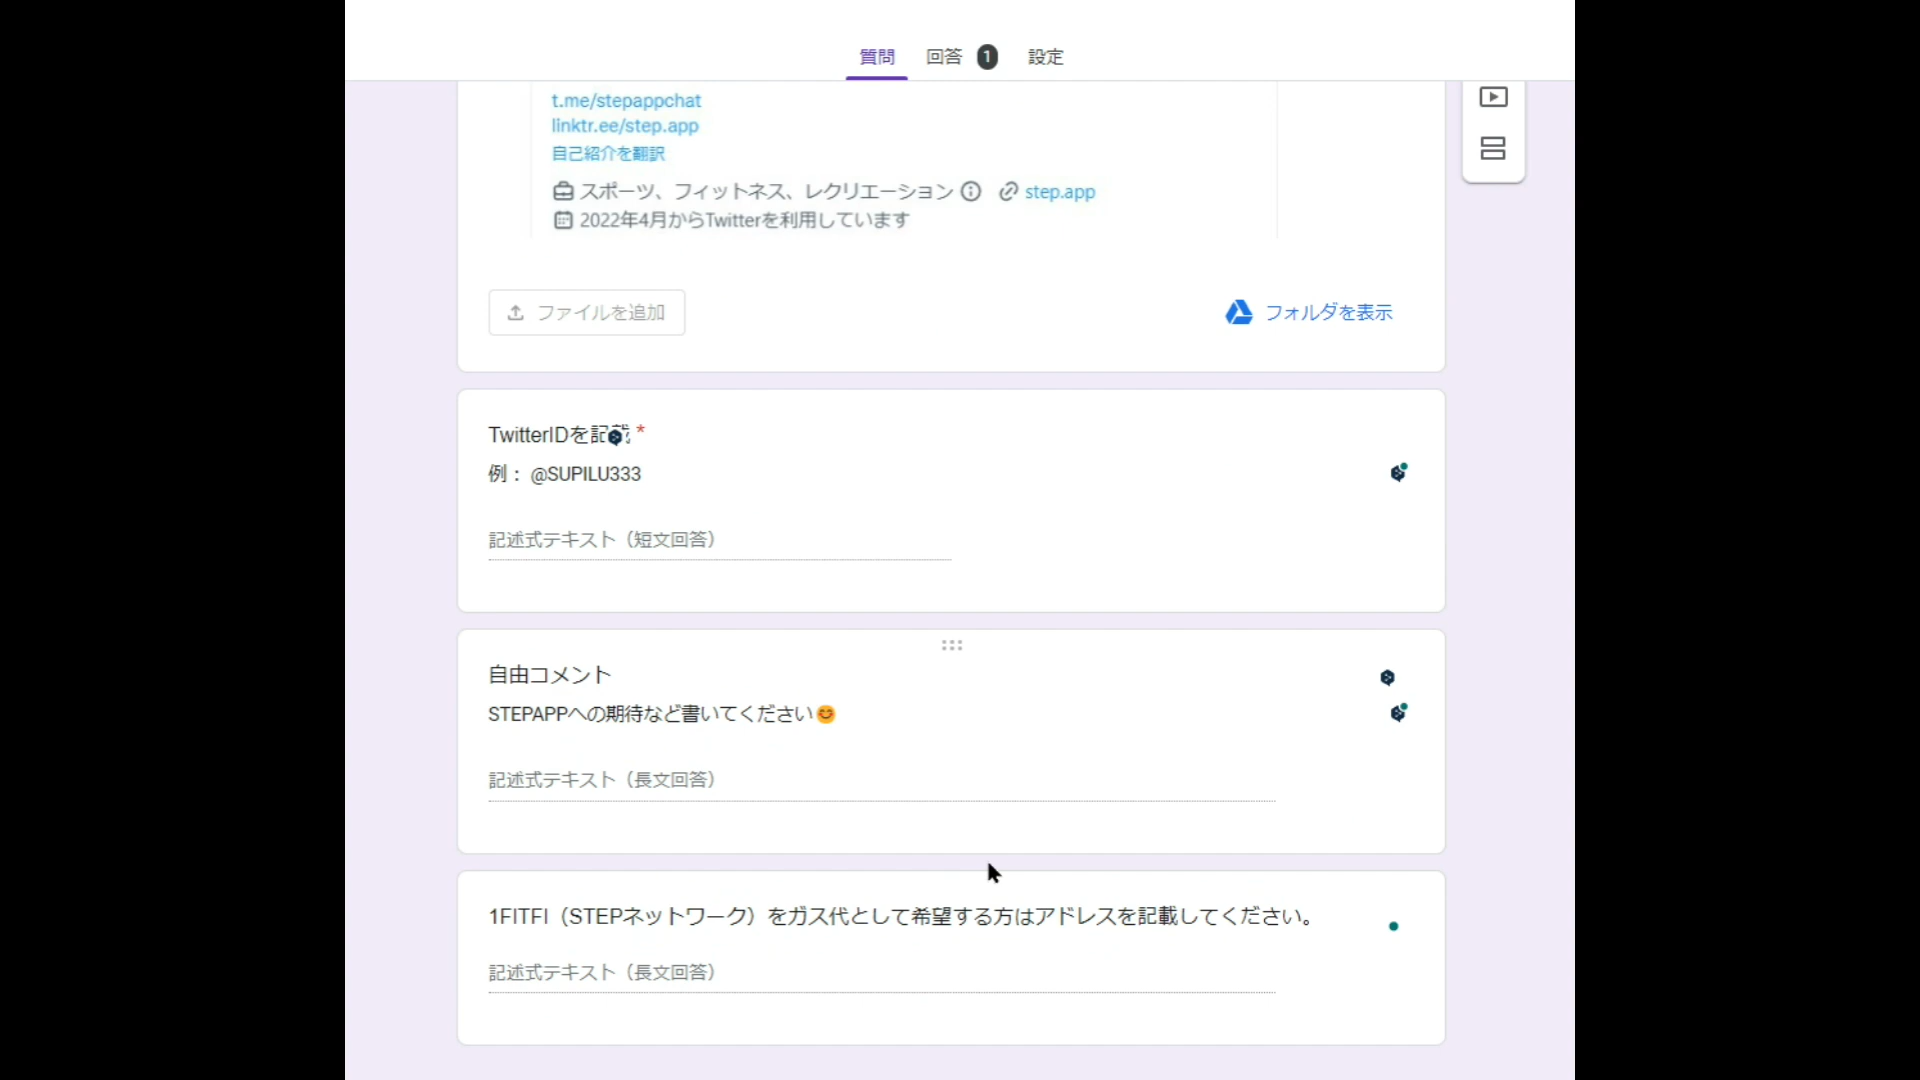 質問 回答 1 設定
t.me/stepappchat
linktr.ee/step.app
自己紹介を翻訳
スポーツ、フィットネス、レクリエーション step.app
2022年4月からTwitterを利用しています
ファイルを追加 フォルダを表示
TwitterIDを記載 *
例： @SUPILU333
記述式テキスト（短文回答）
自由コメント
STEPAPPへの期待など書いてください😊
記述式テキスト（長文回答）
1FITFI（STEPネットワーク）をガス代として希望する方はアドレスを記載してください。
記述式テキスト（長文回答）